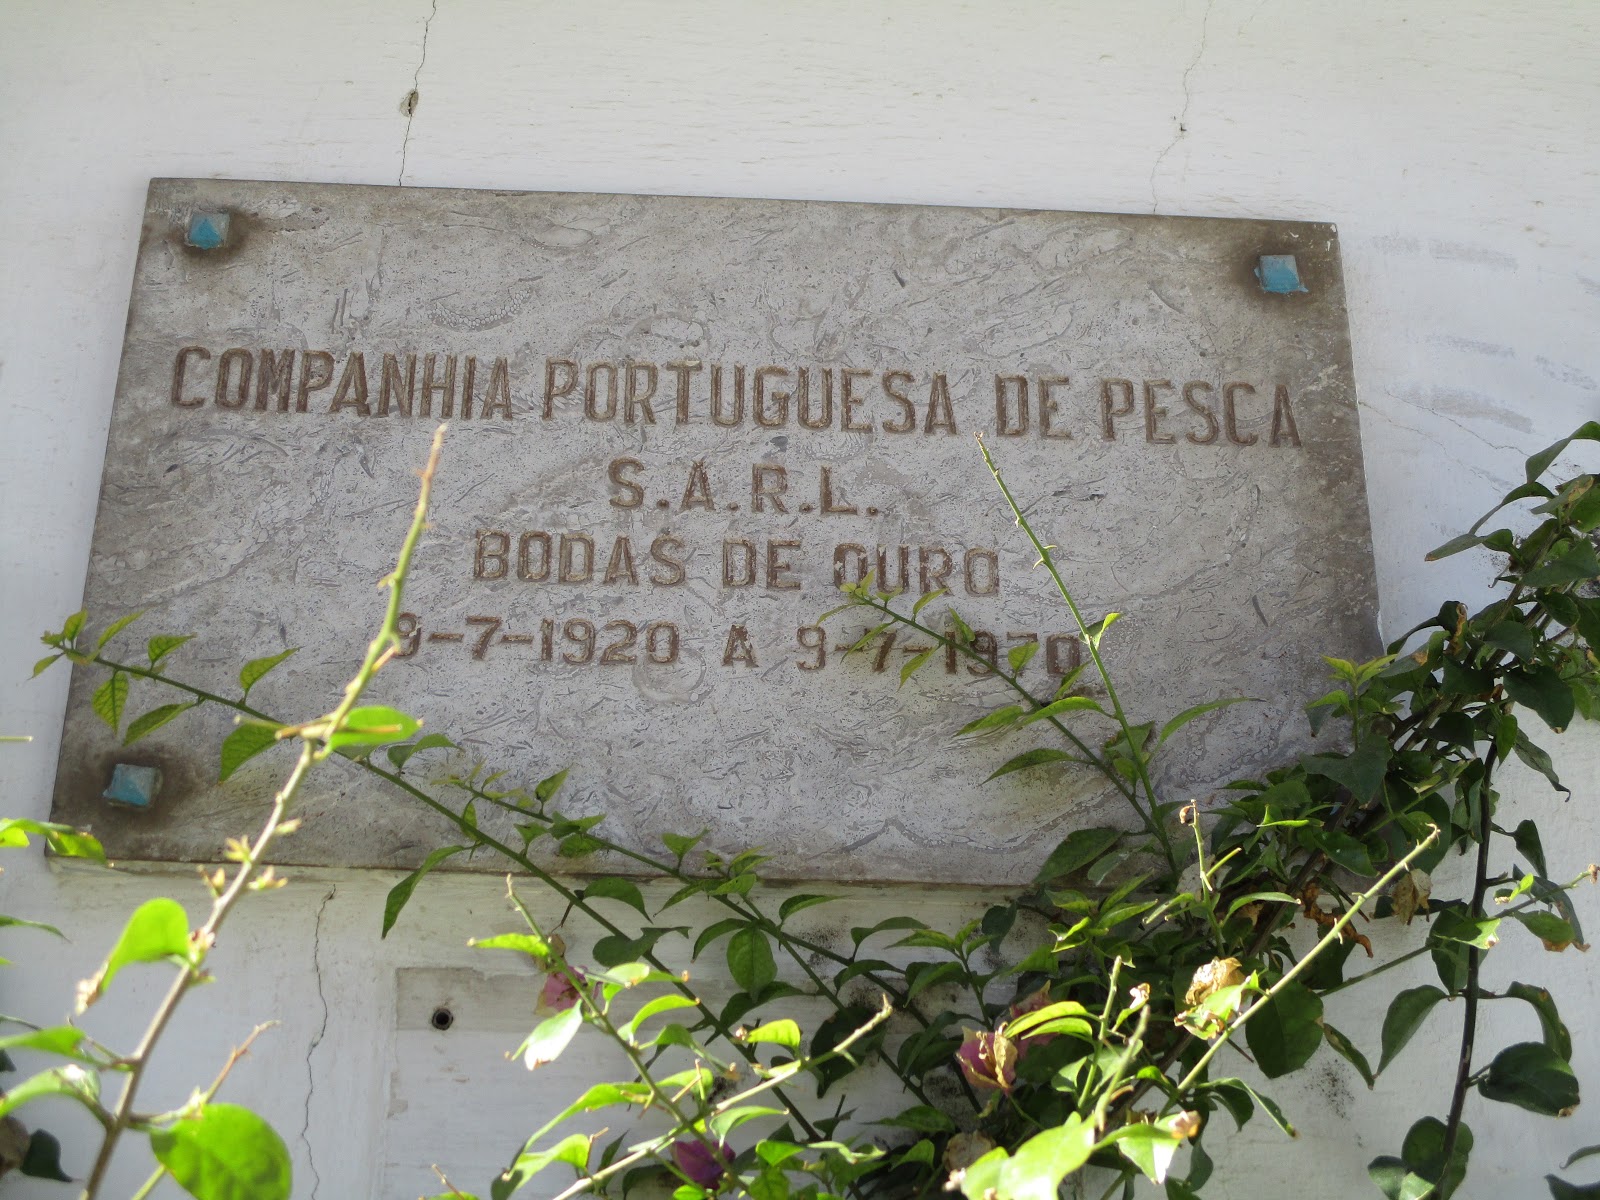 COMPANHIA PORTUGUESA DE PESCA
S.A.R.L.
BODAS DE OURO
9-7-1920 A 9-7-1970